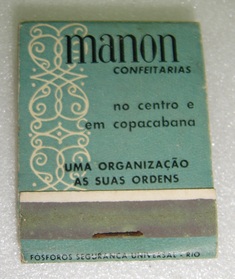 manon
CONFEITARIAS
no centro e
em copacabana
UMA ORGANIZAÇÃO
AS SUAS ORDENS
FOSFOROS SEGURANÇA UNIVERSAL - RIO